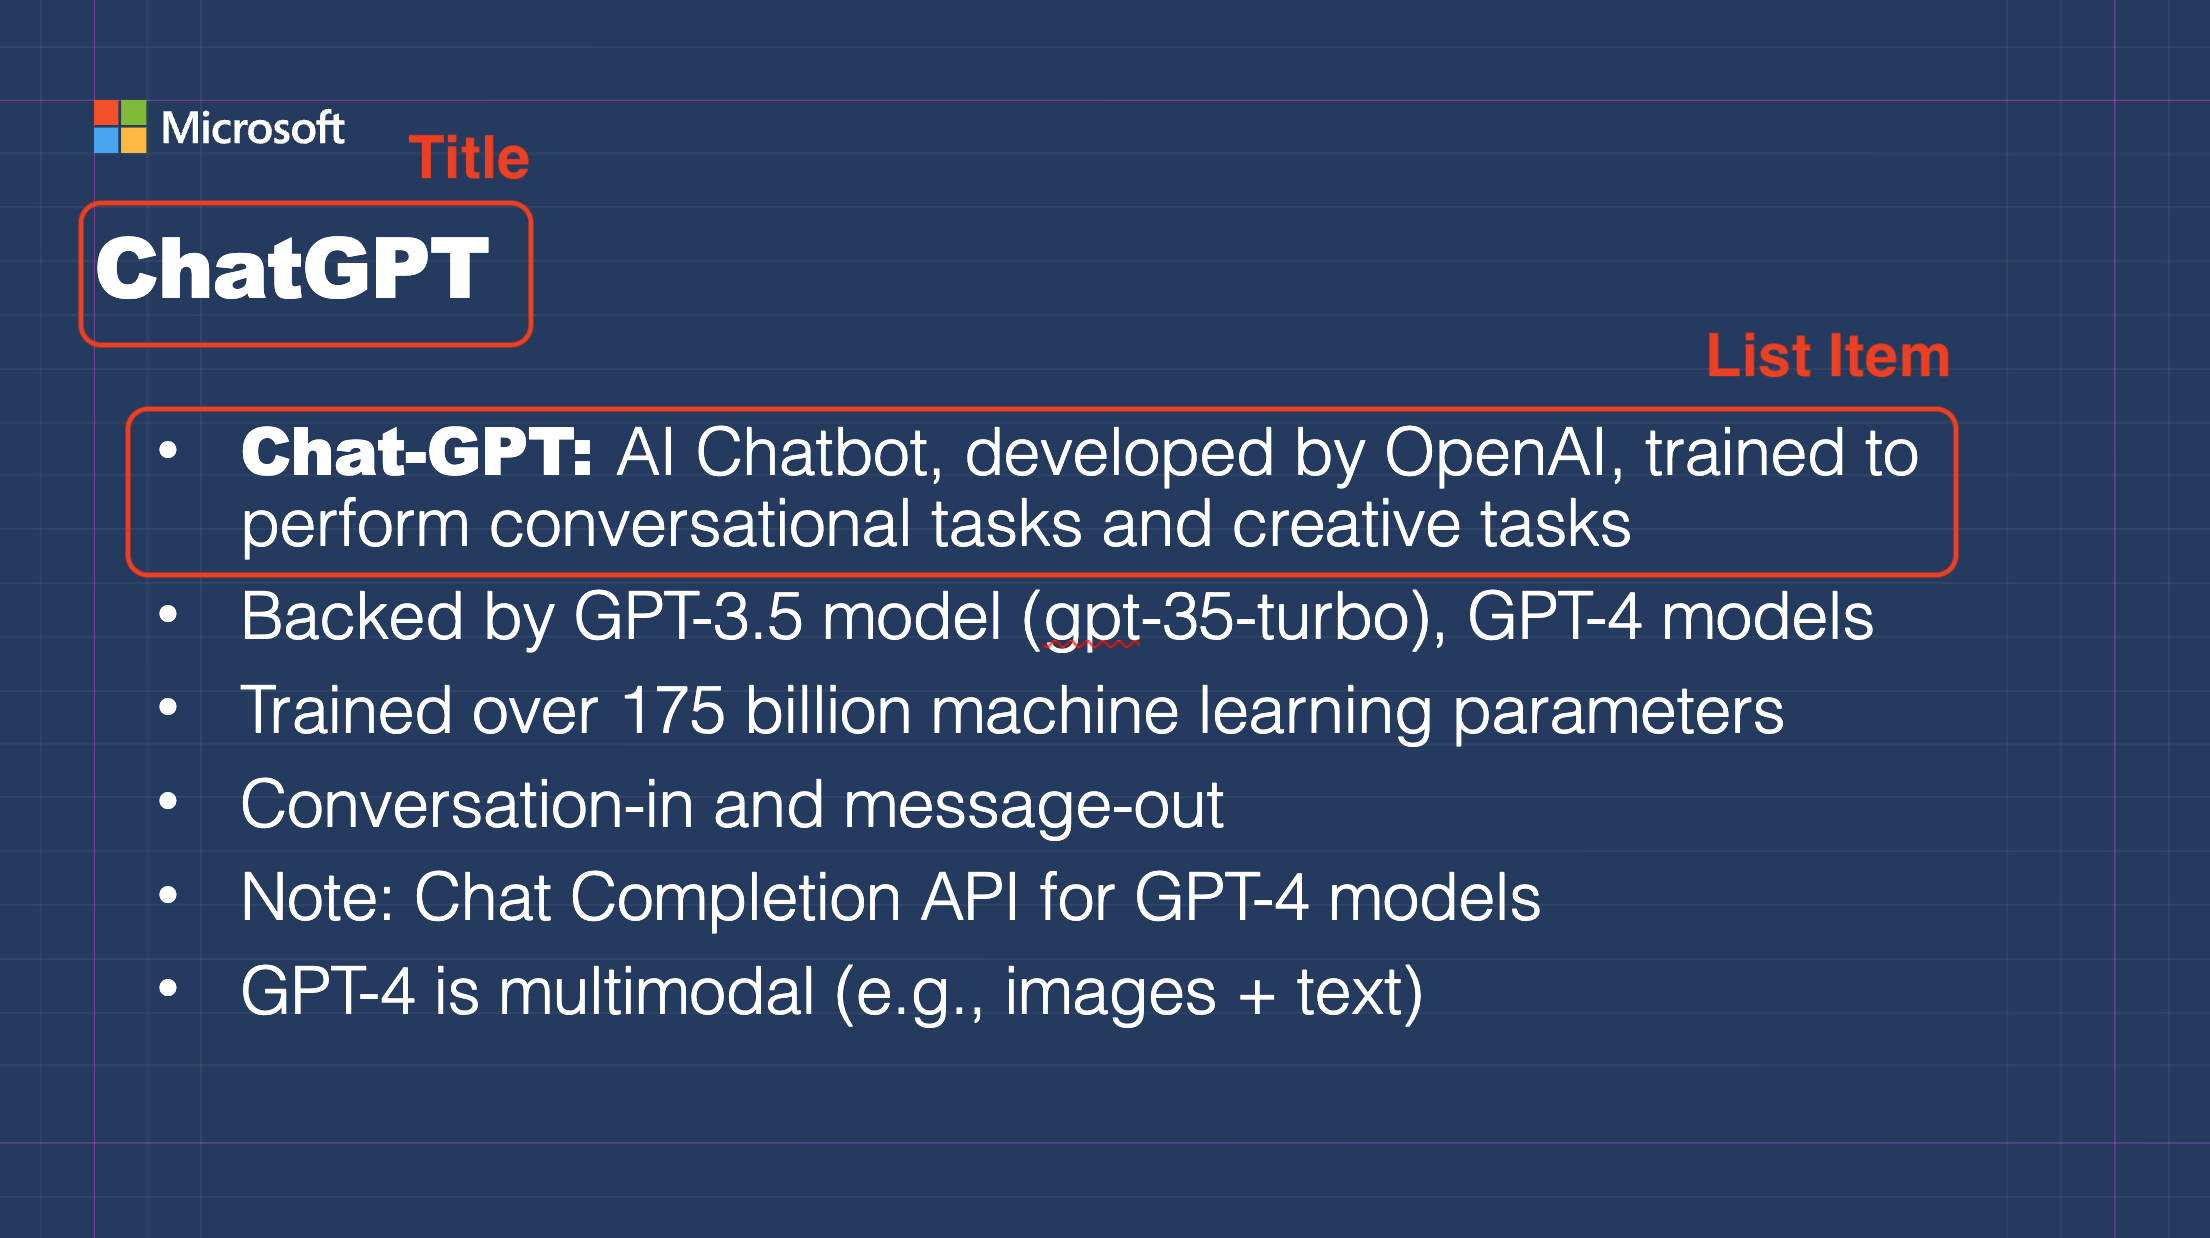 Microsoft
Title
ChatGPT
List Item
• Chat-GPT: AI Chatbot, developed by OpenAI, trained to
perform conversational tasks and creative tasks
• Backed by GPT-3.5 model (gpt-35-turbo), GPT-4 models
• Trained over 175 billion machine learning parameters
• Conversation-in and message-out
• Note: Chat Completion API for GPT-4 models
• GPT-4 is multimodal (e.g., images + text)